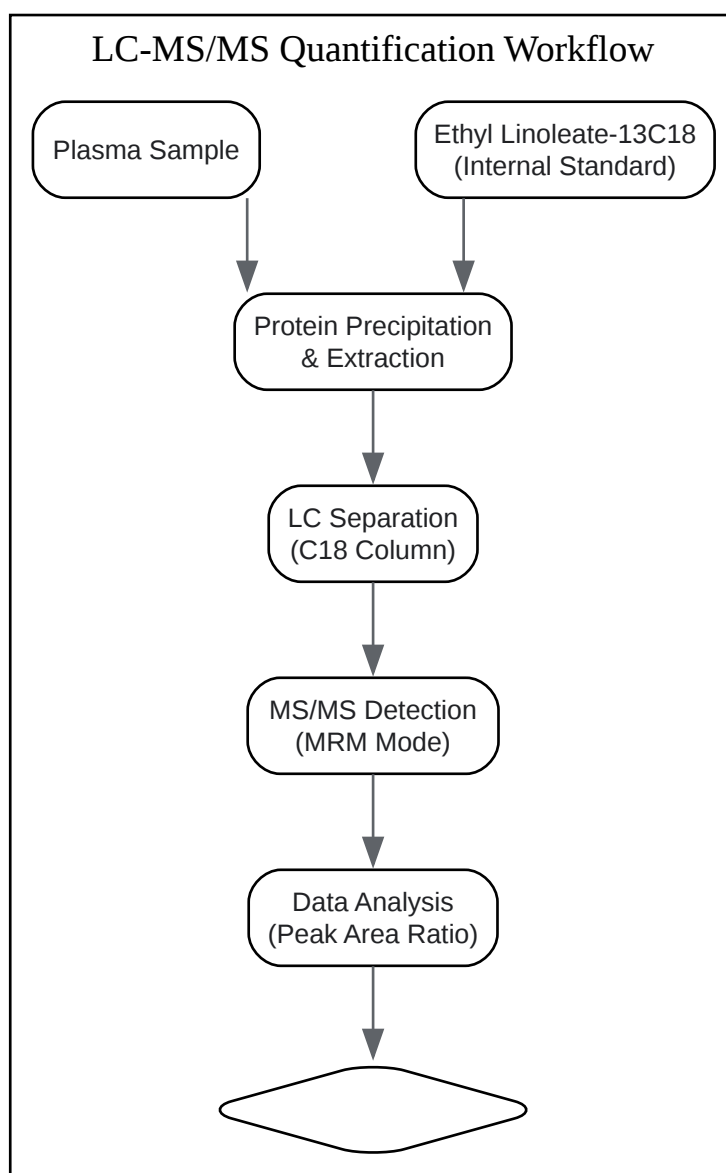 LC-MS/MS Quantification Workflow
Plasma Sample
Ethyl Linoleate-13C18
(Internal Standard)
Protein Precipitation
& Extraction
LC Separation
(C18 Column)
MS/MS Detection
(MRM Mode)
Data Analysis
(Peak Area Ratio)